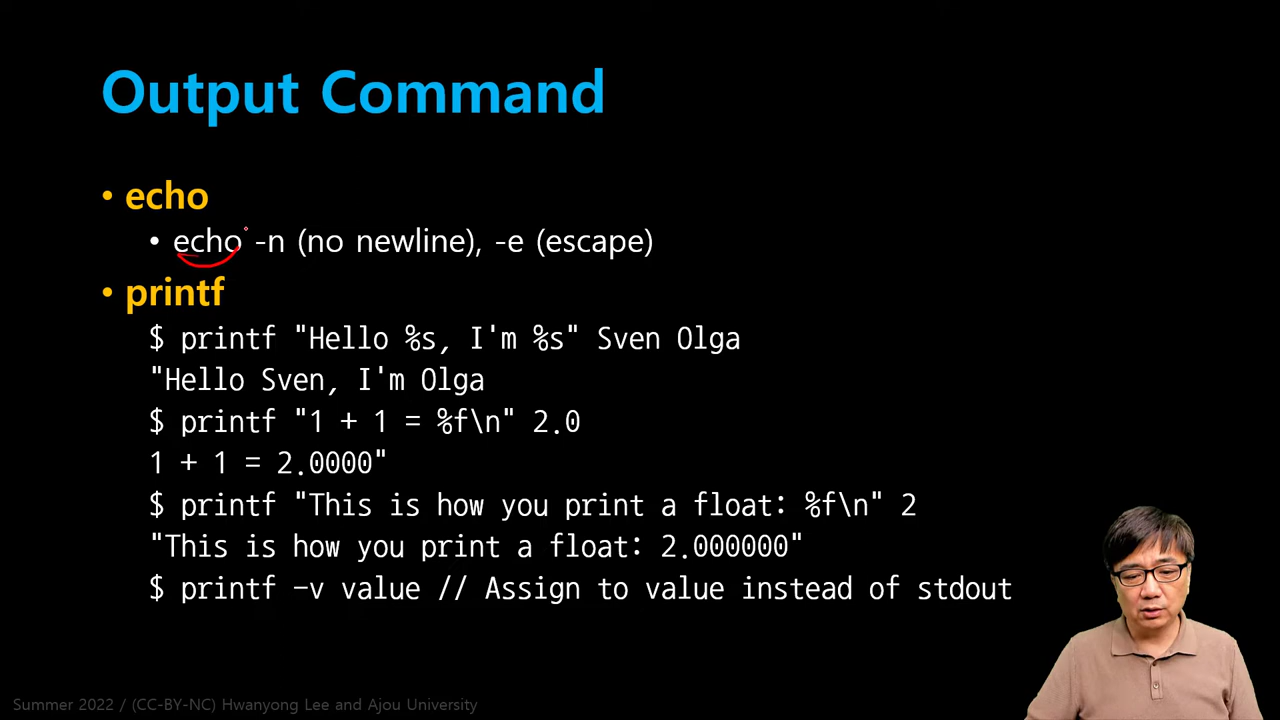 Output Command
• echo
• echo -n (no newline), -e (escape)
• printf
$ printf "Hello %s, I'm %s" Sven Olga
"Hello Sven, I'm Olga
$ printf "1 + 1 = %f\n" 2.0
1 + 1 = 2.0000"
$ printf "This is how you print a float: %f\n" 2
"This is how you print a float: 2.000000"
$ printf –v value // Assign to value instead of stdout
Summer 2022 / (CC-BY-NC) Hwanyong Lee and Ajou University